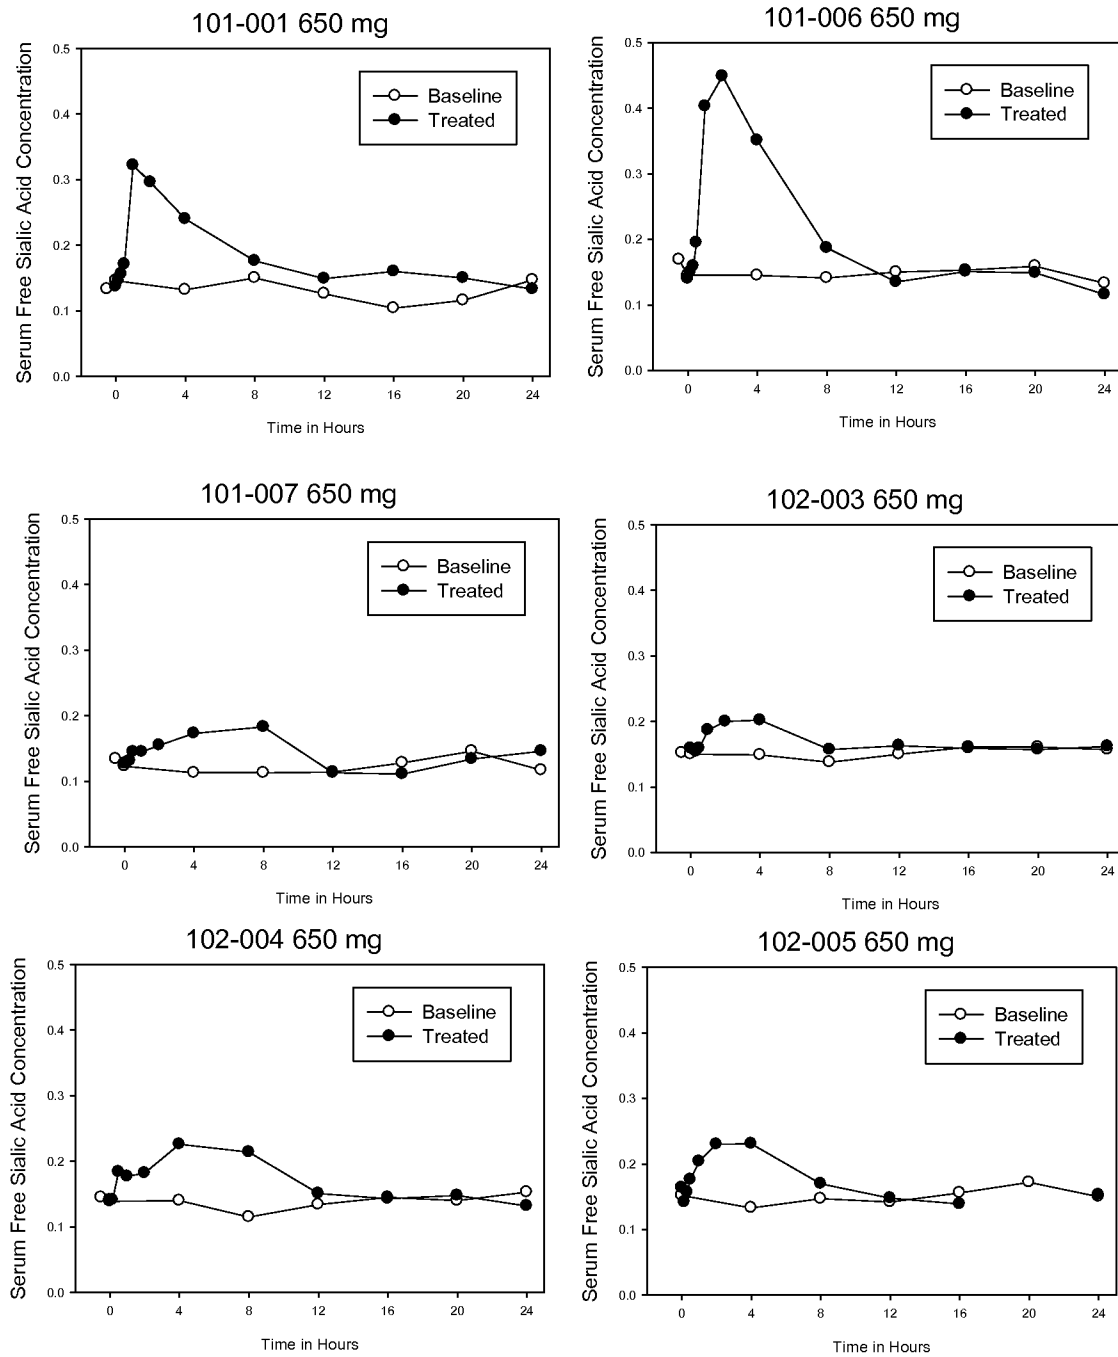 101-001 650 mg
Serum Free Sialic Acid Concentration
0.5
0.4
0.3
0.2
0.1
0.0
Baseline
Treated
0 4 8 12 16 20 24
Time in Hours
101-006 650 mg
Serum Free Sialic Acid Concentration
0.5
0.4
0.3
0.2
0.1
0.0
Baseline
Treated
0 4 8 12 16 20 24
Time in Hours
101-007 650 mg
Serum Free Sialic Acid Concentration
0.5
0.4
0.3
0.2
0.1
0.0
Baseline
Treated
0 4 8 12 16 20 24
Time in Hours
102-003 650 mg
Serum Free Sialic Acid Concentration
0.5
0.4
0.3
0.2
0.1
0.0
Baseline
Treated
0 4 8 12 16 20 24
Time in Hours
102-004 650 mg
Serum Free Sialic Acid Concentration
0.5
0.4
0.3
0.2
0.1
0.0
Baseline
Treated
0 4 8 12 16 20 24
Time in Hours
102-005 650 mg
Serum Free Sialic Acid Concentration
0.5
0.4
0.3
0.2
0.1
0.0
Baseline
Treated
0 4 8 12 16 20 24
Time in Hours